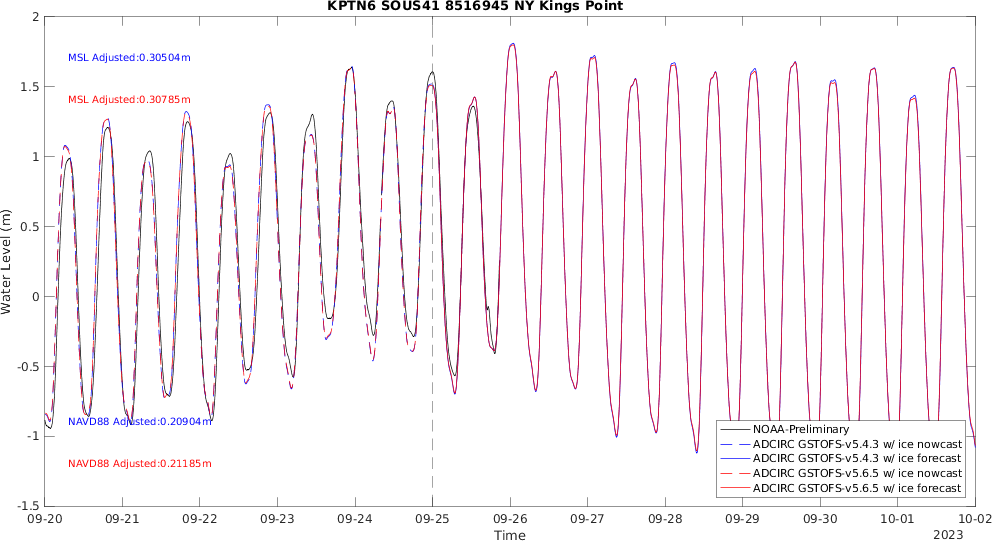 KPTN6 SOUS41 8516945 NY Kings Point
2
1.5
1
0.5
0
-0.5
-1
-1.5
Water Level (m)
MSL Adjusted:0.30504m
MSL Adjusted:0.30785m
NAVD88 Adjusted:0.20904m
NAVD88 Adjusted:0.21185m
NOAA-Preliminary
ADCIRC GSTOFS-v5.4.3 w/ ice nowcast
ADCIRC GSTOFS-v5.4.3 w/ ice forecast
ADCIRC GSTOFS-v5.6.5 w/ ice nowcast
ADCIRC GSTOFS-v5.6.5 w/ ice forecast
09-20 09-21 09-22 09-23 09-24 09-25 09-26 09-27 09-28 09-29 09-30 10-01 10-02
Time
2023